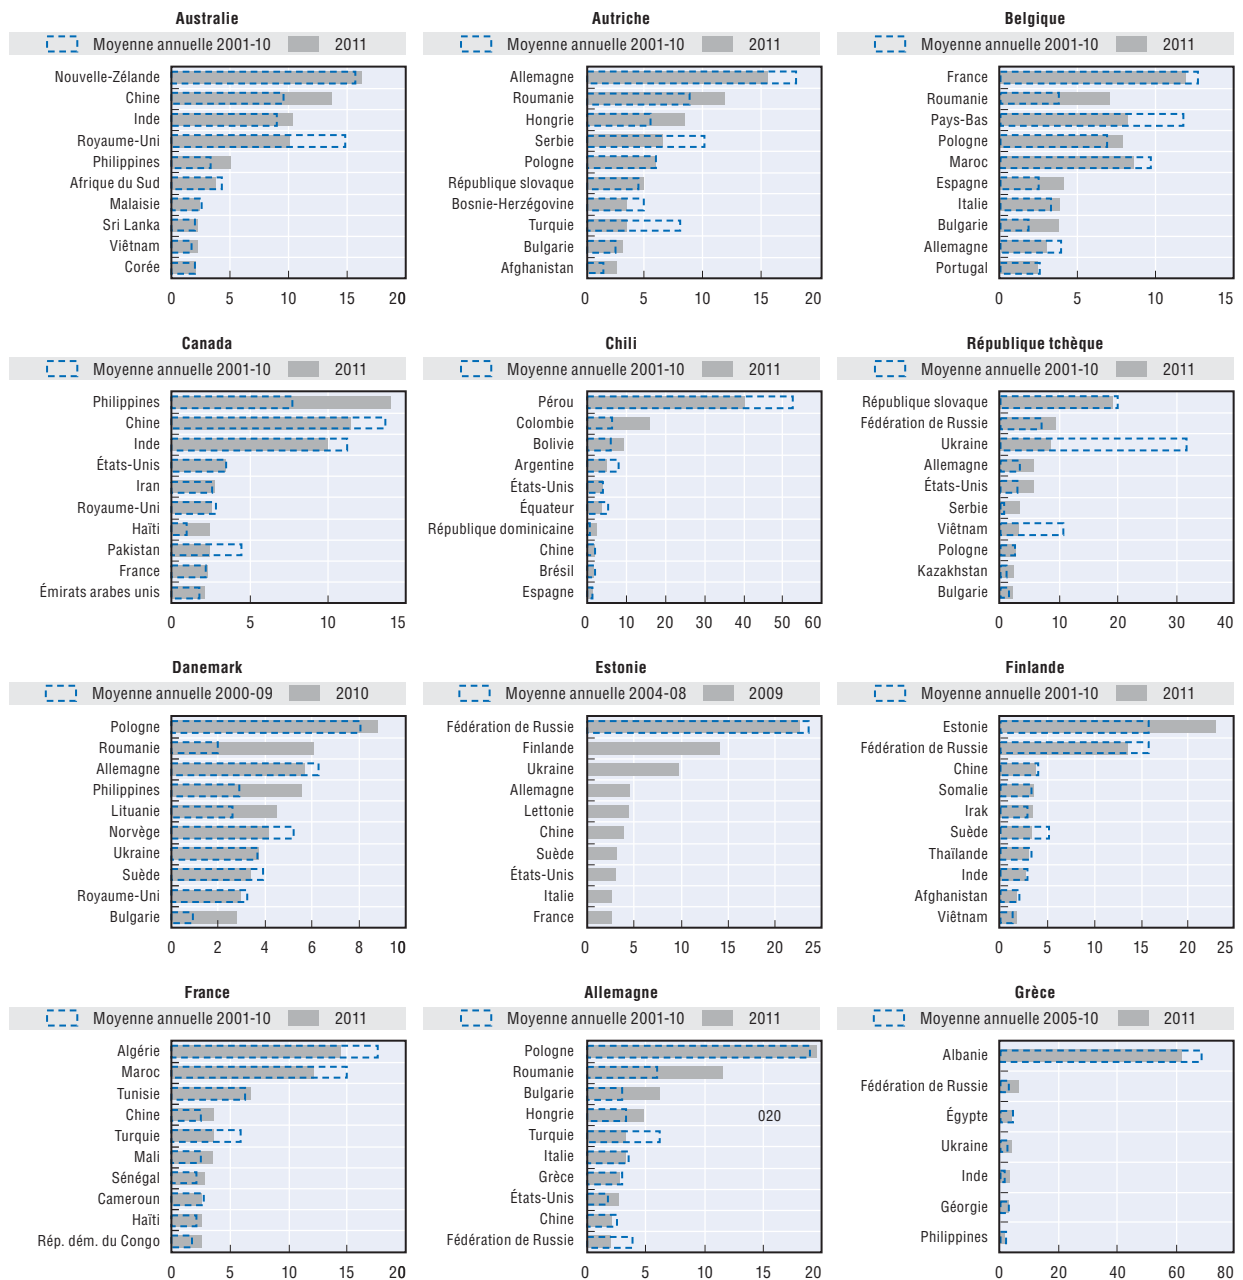 Australie
Moyenne annuelle 2001-10 2011
Nouvelle-Zélande
Chine
Inde
Royaume-Uni
Philippines
Afrique du Sud
Malaisie
Sri Lanka
Viêtnam
Corée
0 5 10 15 20
Autriche
Moyenne annuelle 2001-10 2011
Allemagne
Roumanie
Hongrie
Serbie
Pologne
République slovaque
Bosnie-Herzégovine
Turquie
Bulgarie
Afghanistan
0 5 10 15 20
Belgique
Moyenne annuelle 2001-10 2011
France
Roumanie
Pays-Bas
Pologne
Maroc
Espagne
Italie
Bulgarie
Allemagne
Portugal
0 5 10 15
Canada
Moyenne annuelle 2001-10 2011
Philippines
Chine
Inde
États-Unis
Iran
Royaume-Uni
Haïti
Pakistan
France
Émirats arabes unis
0 5 10 15
Chili
Moyenne annuelle 2001-10 2011
Pérou
Colombie
Bolivie
Argentine
États-Unis
Équateur
République dominicaine
Chine
Brésil
Espagne
0 10 20 30 40 50 60
République tchèque
Moyenne annuelle 2001-10 2011
République slovaque
Fédération de Russie
Ukraine
Allemagne
États-Unis
Serbie
Viêtnam
Pologne
Kazakhstan
Bulgarie
0 10 20 30 40
Danemark
Moyenne annuelle 2000-09 2010
Pologne
Roumanie
Allemagne
Philippines
Lituanie
Norvège
Ukraine
Suède
Royaume-Uni
Bulgarie
0 2 4 6 8 10
Estonie
Moyenne annuelle 2004-08 2009
Fédération de Russie
Finlande
Ukraine
Allemagne
Lettonie
Chine
Suède
États-Unis
Italie
France
0 5 10 15 20 25
Finlande
Moyenne annuelle 2001-10 2011
Estonie
Fédération de Russie
Chine
Somalie
Irak
Suède
Thaïlande
Inde
Afghanistan
Viêtnam
0 5 10 15 20 25
France
Moyenne annuelle 2001-10 2011
Algérie
Maroc
Tunisie
Chine
Turquie
Mali
Sénégal
Cameroun
Haïti
Rép. dém. du Congo
0 5 10 15 20
Allemagne
Moyenne annuelle 2001-10 2011
Pologne
Roumanie
Bulgarie
Hongrie
020
Turquie
Italie
Grèce
États-Unis
Chine
Fédération de Russie
0 5 10 15 20
Grèce
Moyenne annuelle 2005-10 2011
Albanie
Fédération de Russie
Égypte
Ukraine
Inde
Géorgie
Philippines
0 20 40 60 80